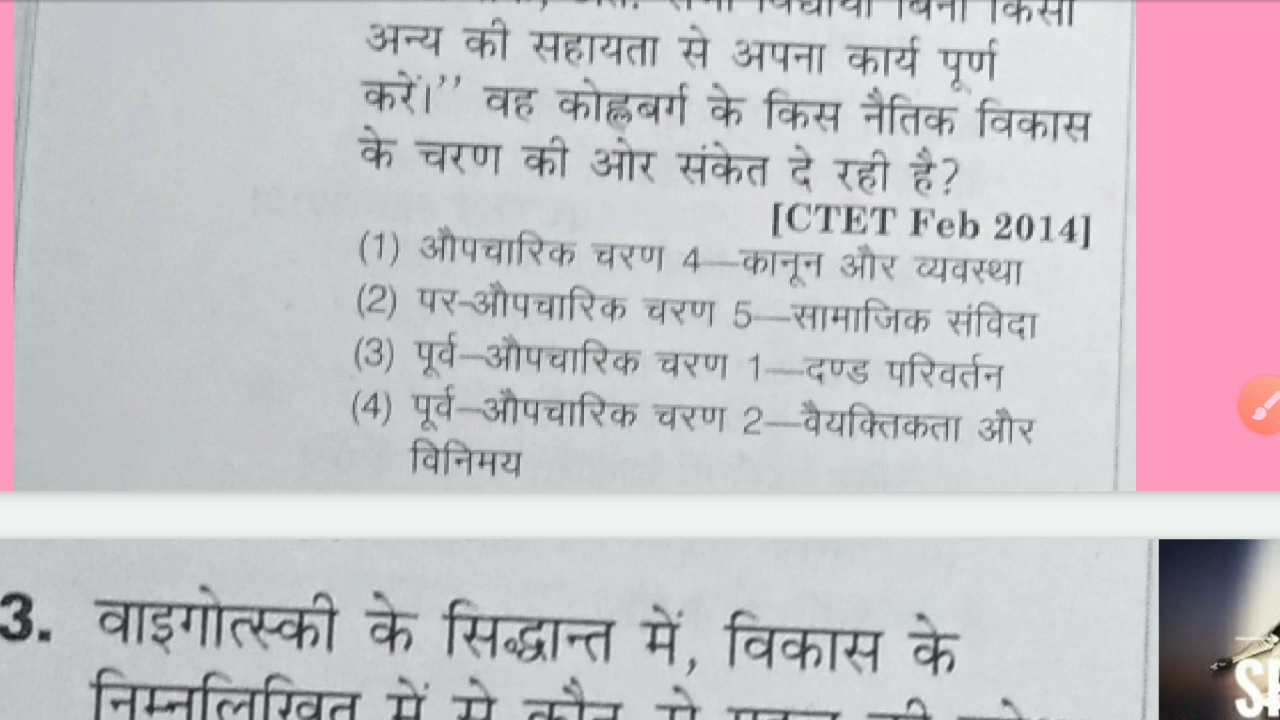 बिना किसी
अन्य की सहायता से अपना कार्य पूर्ण
करें।’’ वह कोह्लबर्ग के किस नैतिक विकास
के चरण की ओर संकेत दे रही है?
[CTET Feb 2014]
(1) औपचारिक चरण 4—कानून और व्यवस्था
(2) पर-औपचारिक चरण 5—सामाजिक संविदा
(3) पूर्व-औपचारिक चरण 1—दण्ड परिवर्तन
(4) पूर्व-औपचारिक चरण 2—वैयक्तिकता और
विनिमय
3. वाइगोत्स्की के सिद्धान्त में, विकास के
निम्नलिखित में से कौन से